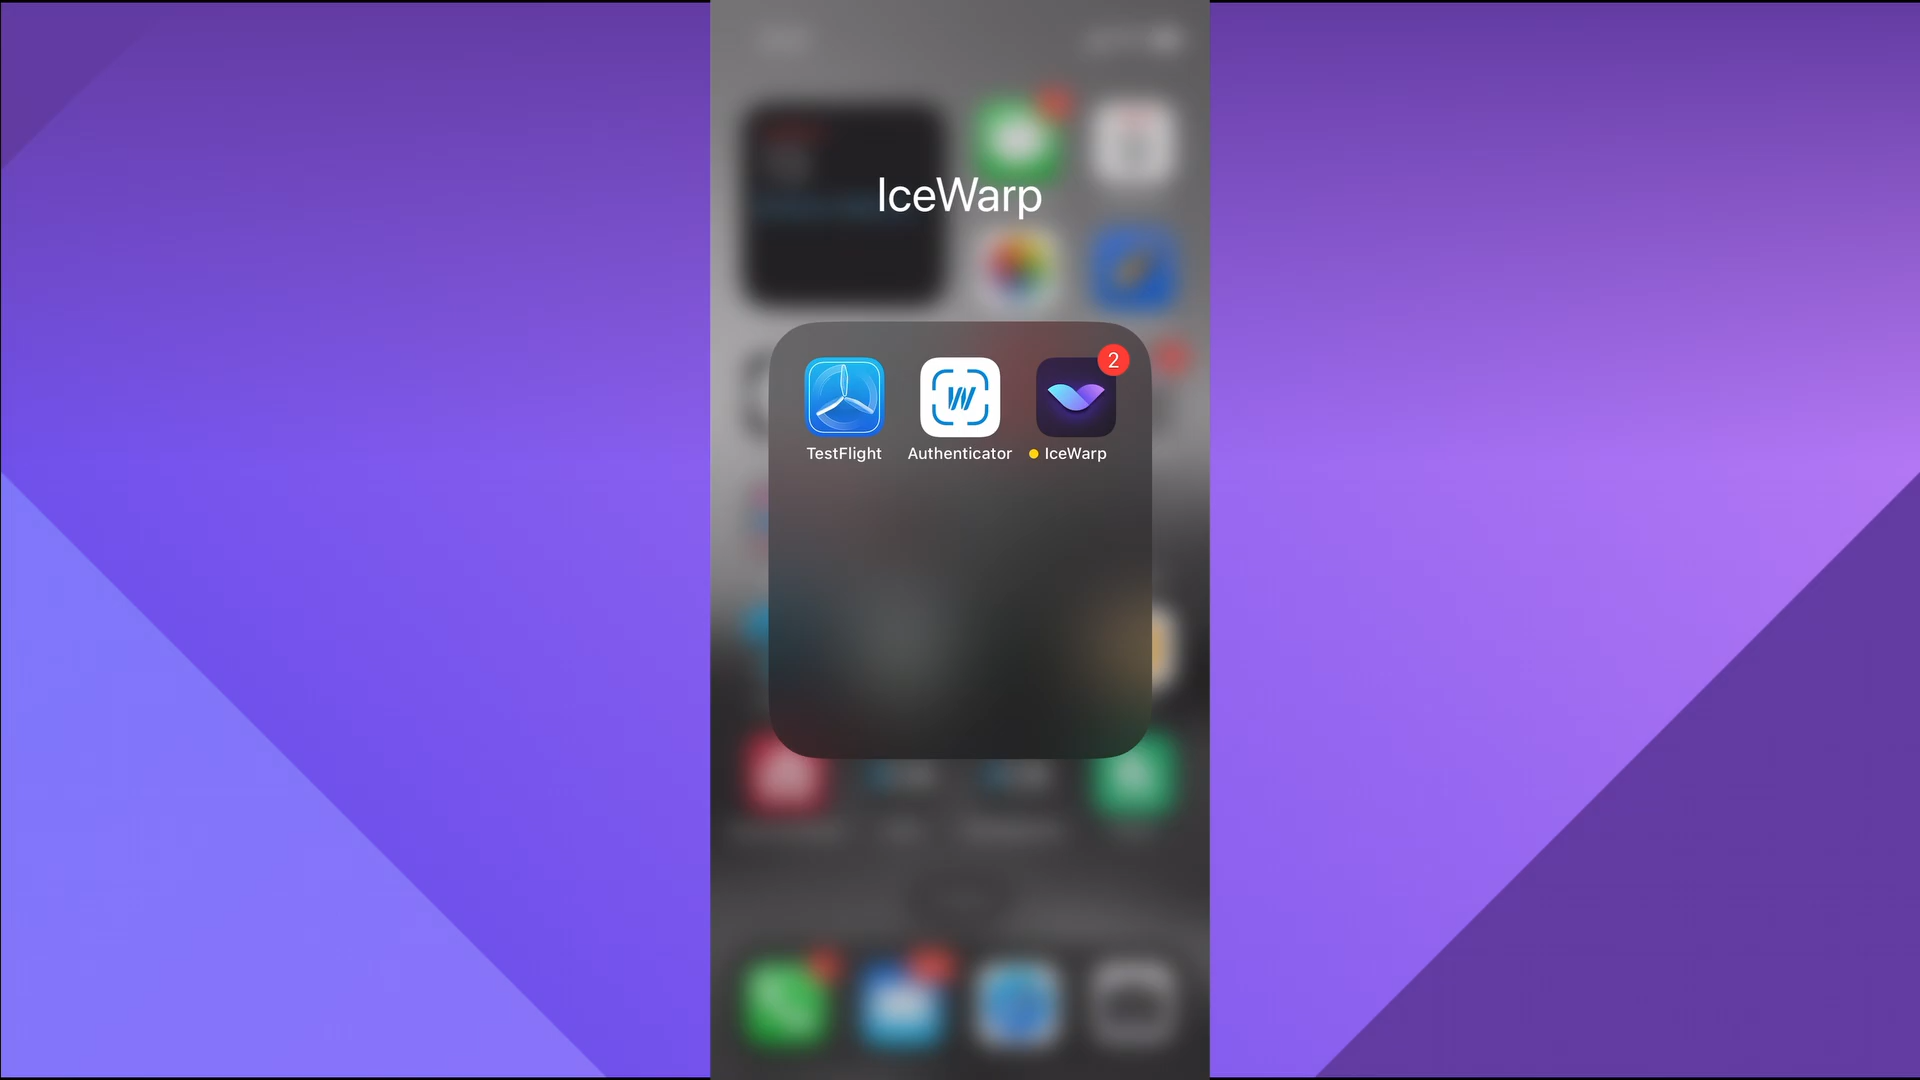 IceWarp
2
W
TestFlight
Authenticator
IceWarp